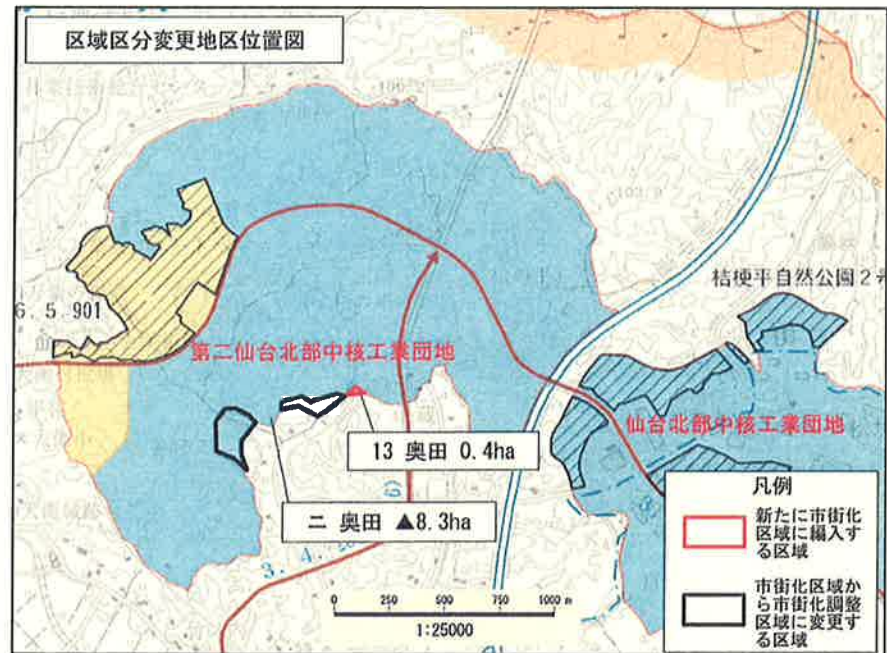 区域区分変更地区位置図
桔梗平自然公園2
6.5.901
第二仙台北部中核工業団地
仙台北部中核工業団地
13 奥田 0.4ha
二 奥田 ▲8.3ha
3.4.
0 250 500 750 1000 m
1:25000
凡例
新たに市街化
区域に編入す
る区域
市街化区域か
ら市街化調整
区域に変更す
る区域